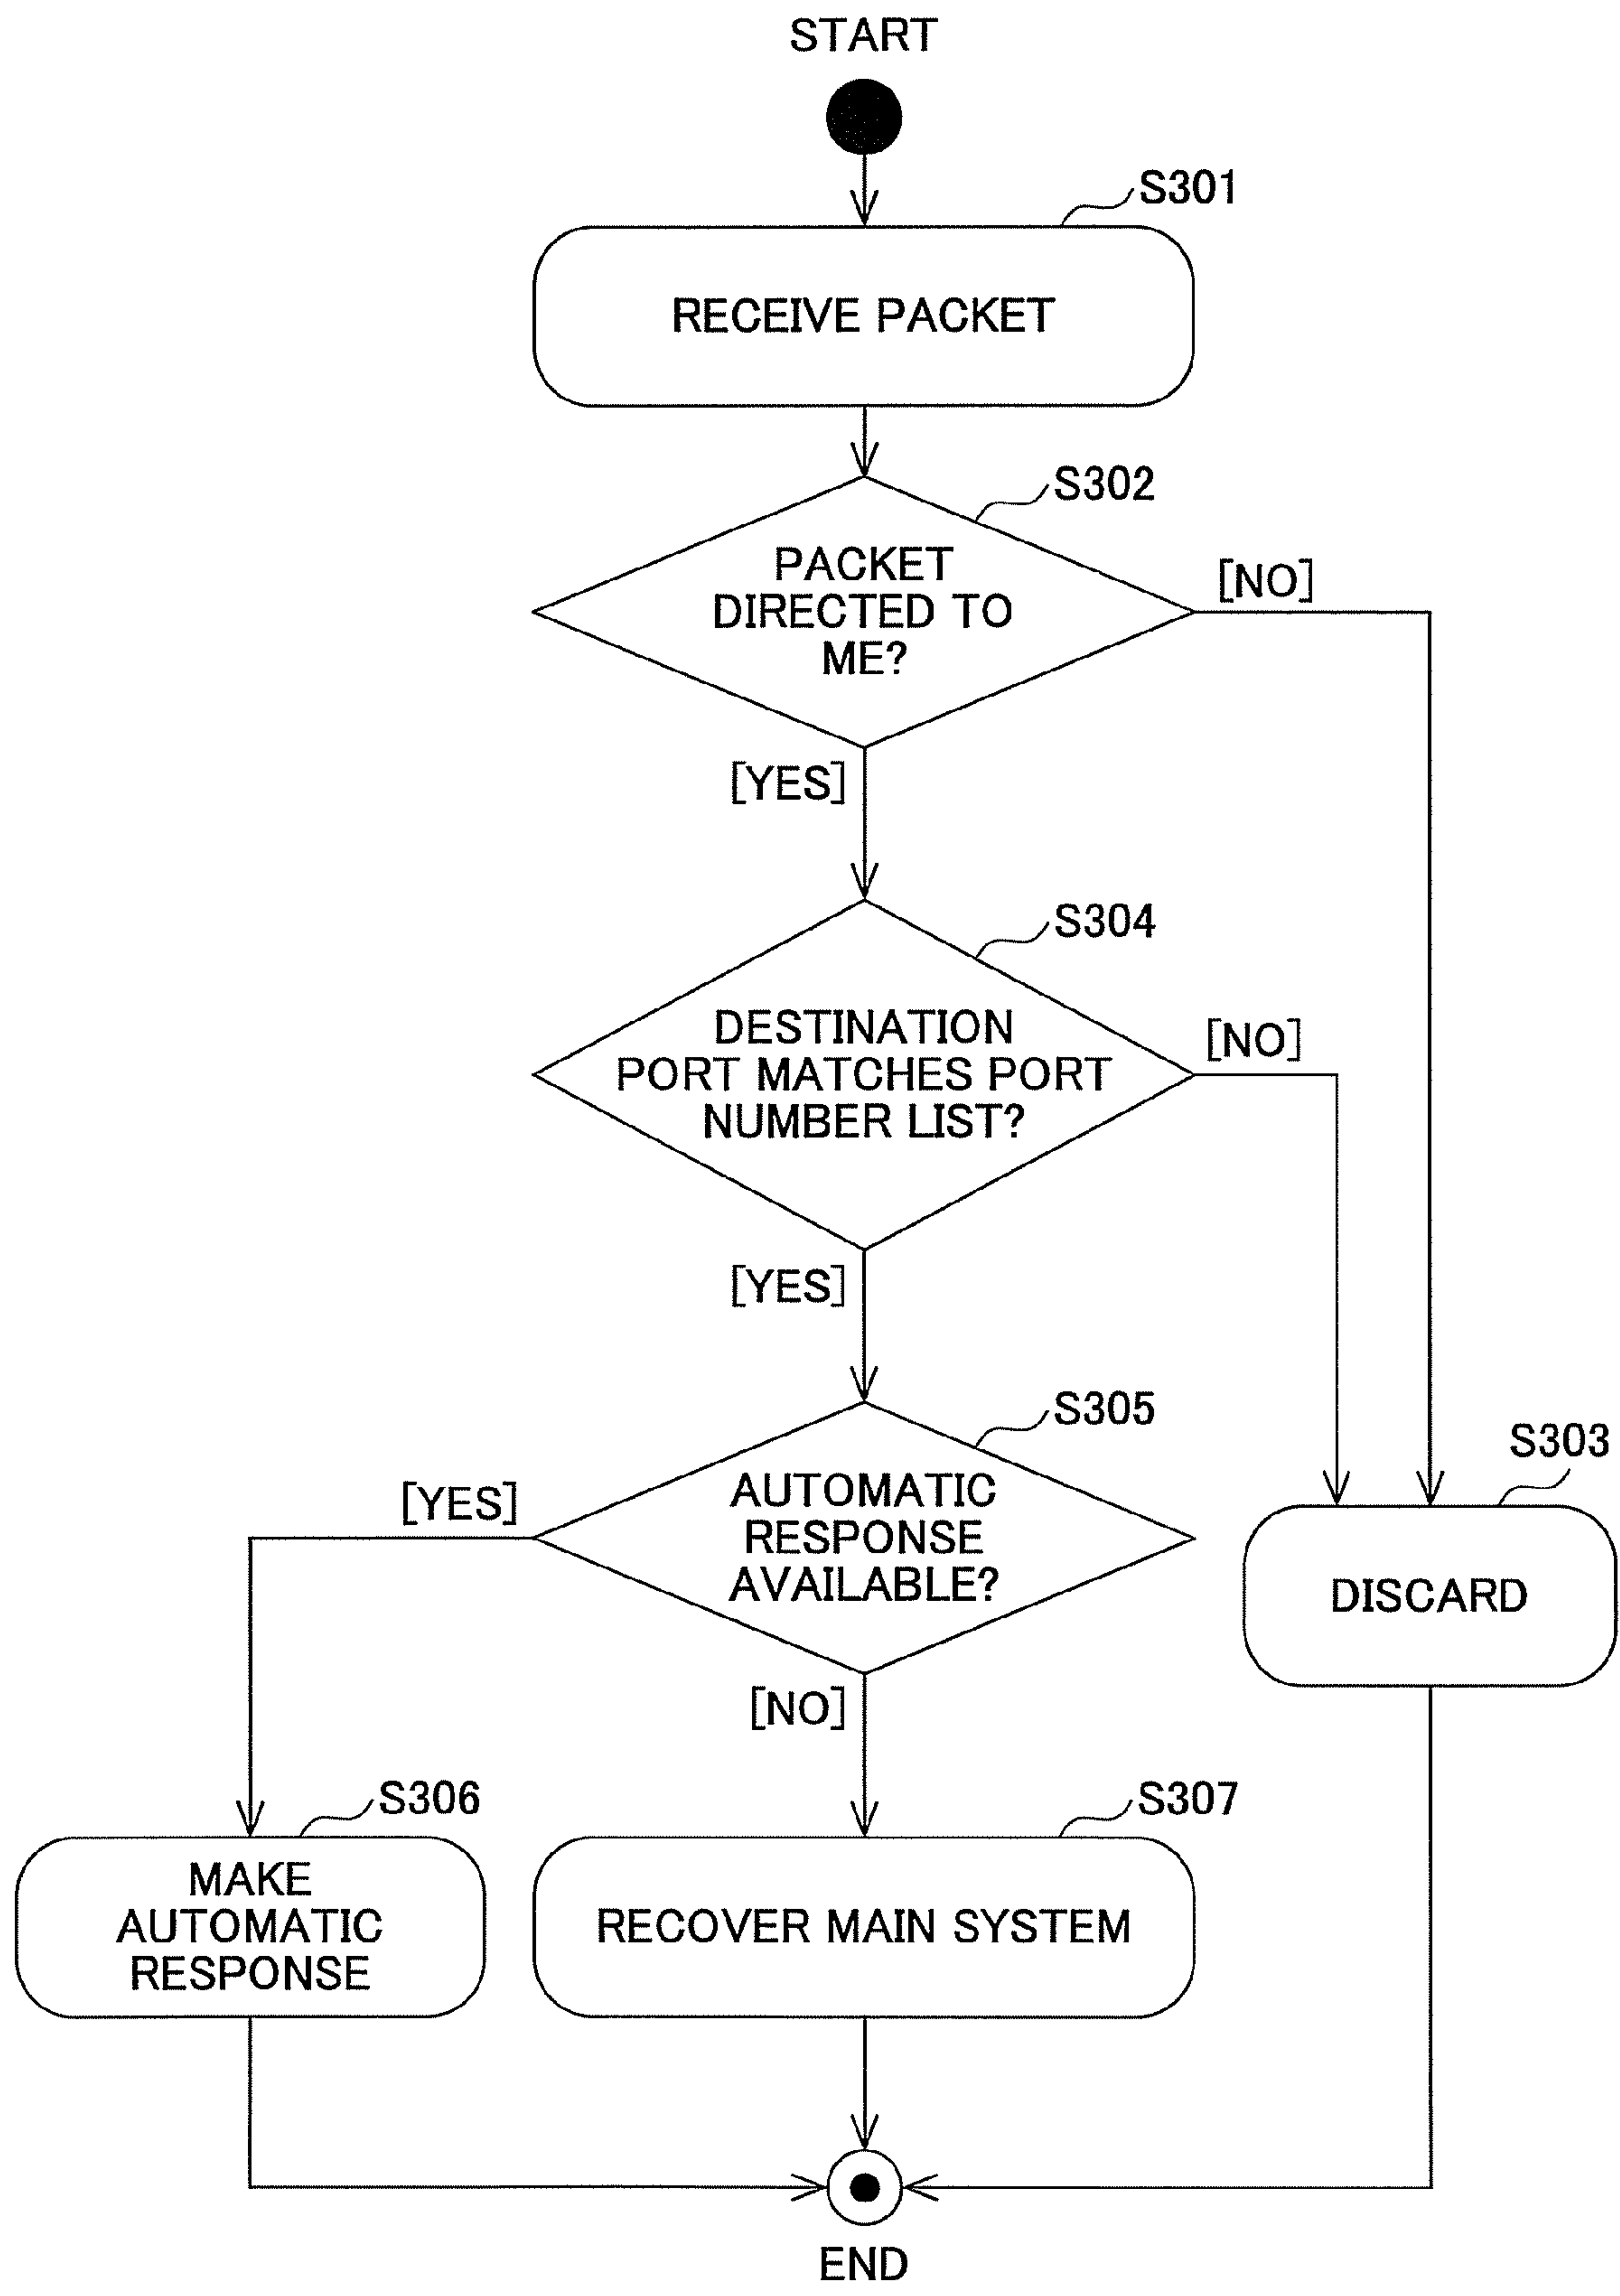 START
S301
RECEIVE PACKET
S302
PACKET
DIRECTED TO
ME?
[NO]
[YES]
S304
DESTINATION
PORT MATCHES PORT
NUMBER LIST?
[NO]
[YES]
S305
AUTOMATIC
RESPONSE
AVAILABLE?
[YES]
[NO]
S303
DISCARD
S306
MAKE
AUTOMATIC
RESPONSE
S307
RECOVER MAIN SYSTEM
END